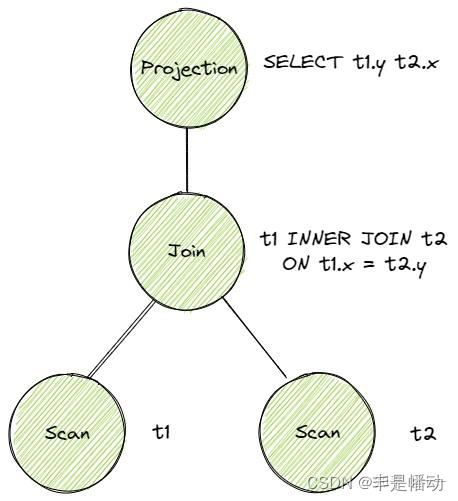 Projection
SELECT t1.y t2.x
Join
t1 INNER JOIN t2
ON t1.x = t2.y
Scan
t1
Scan
t2
CSDN @丰是幡动